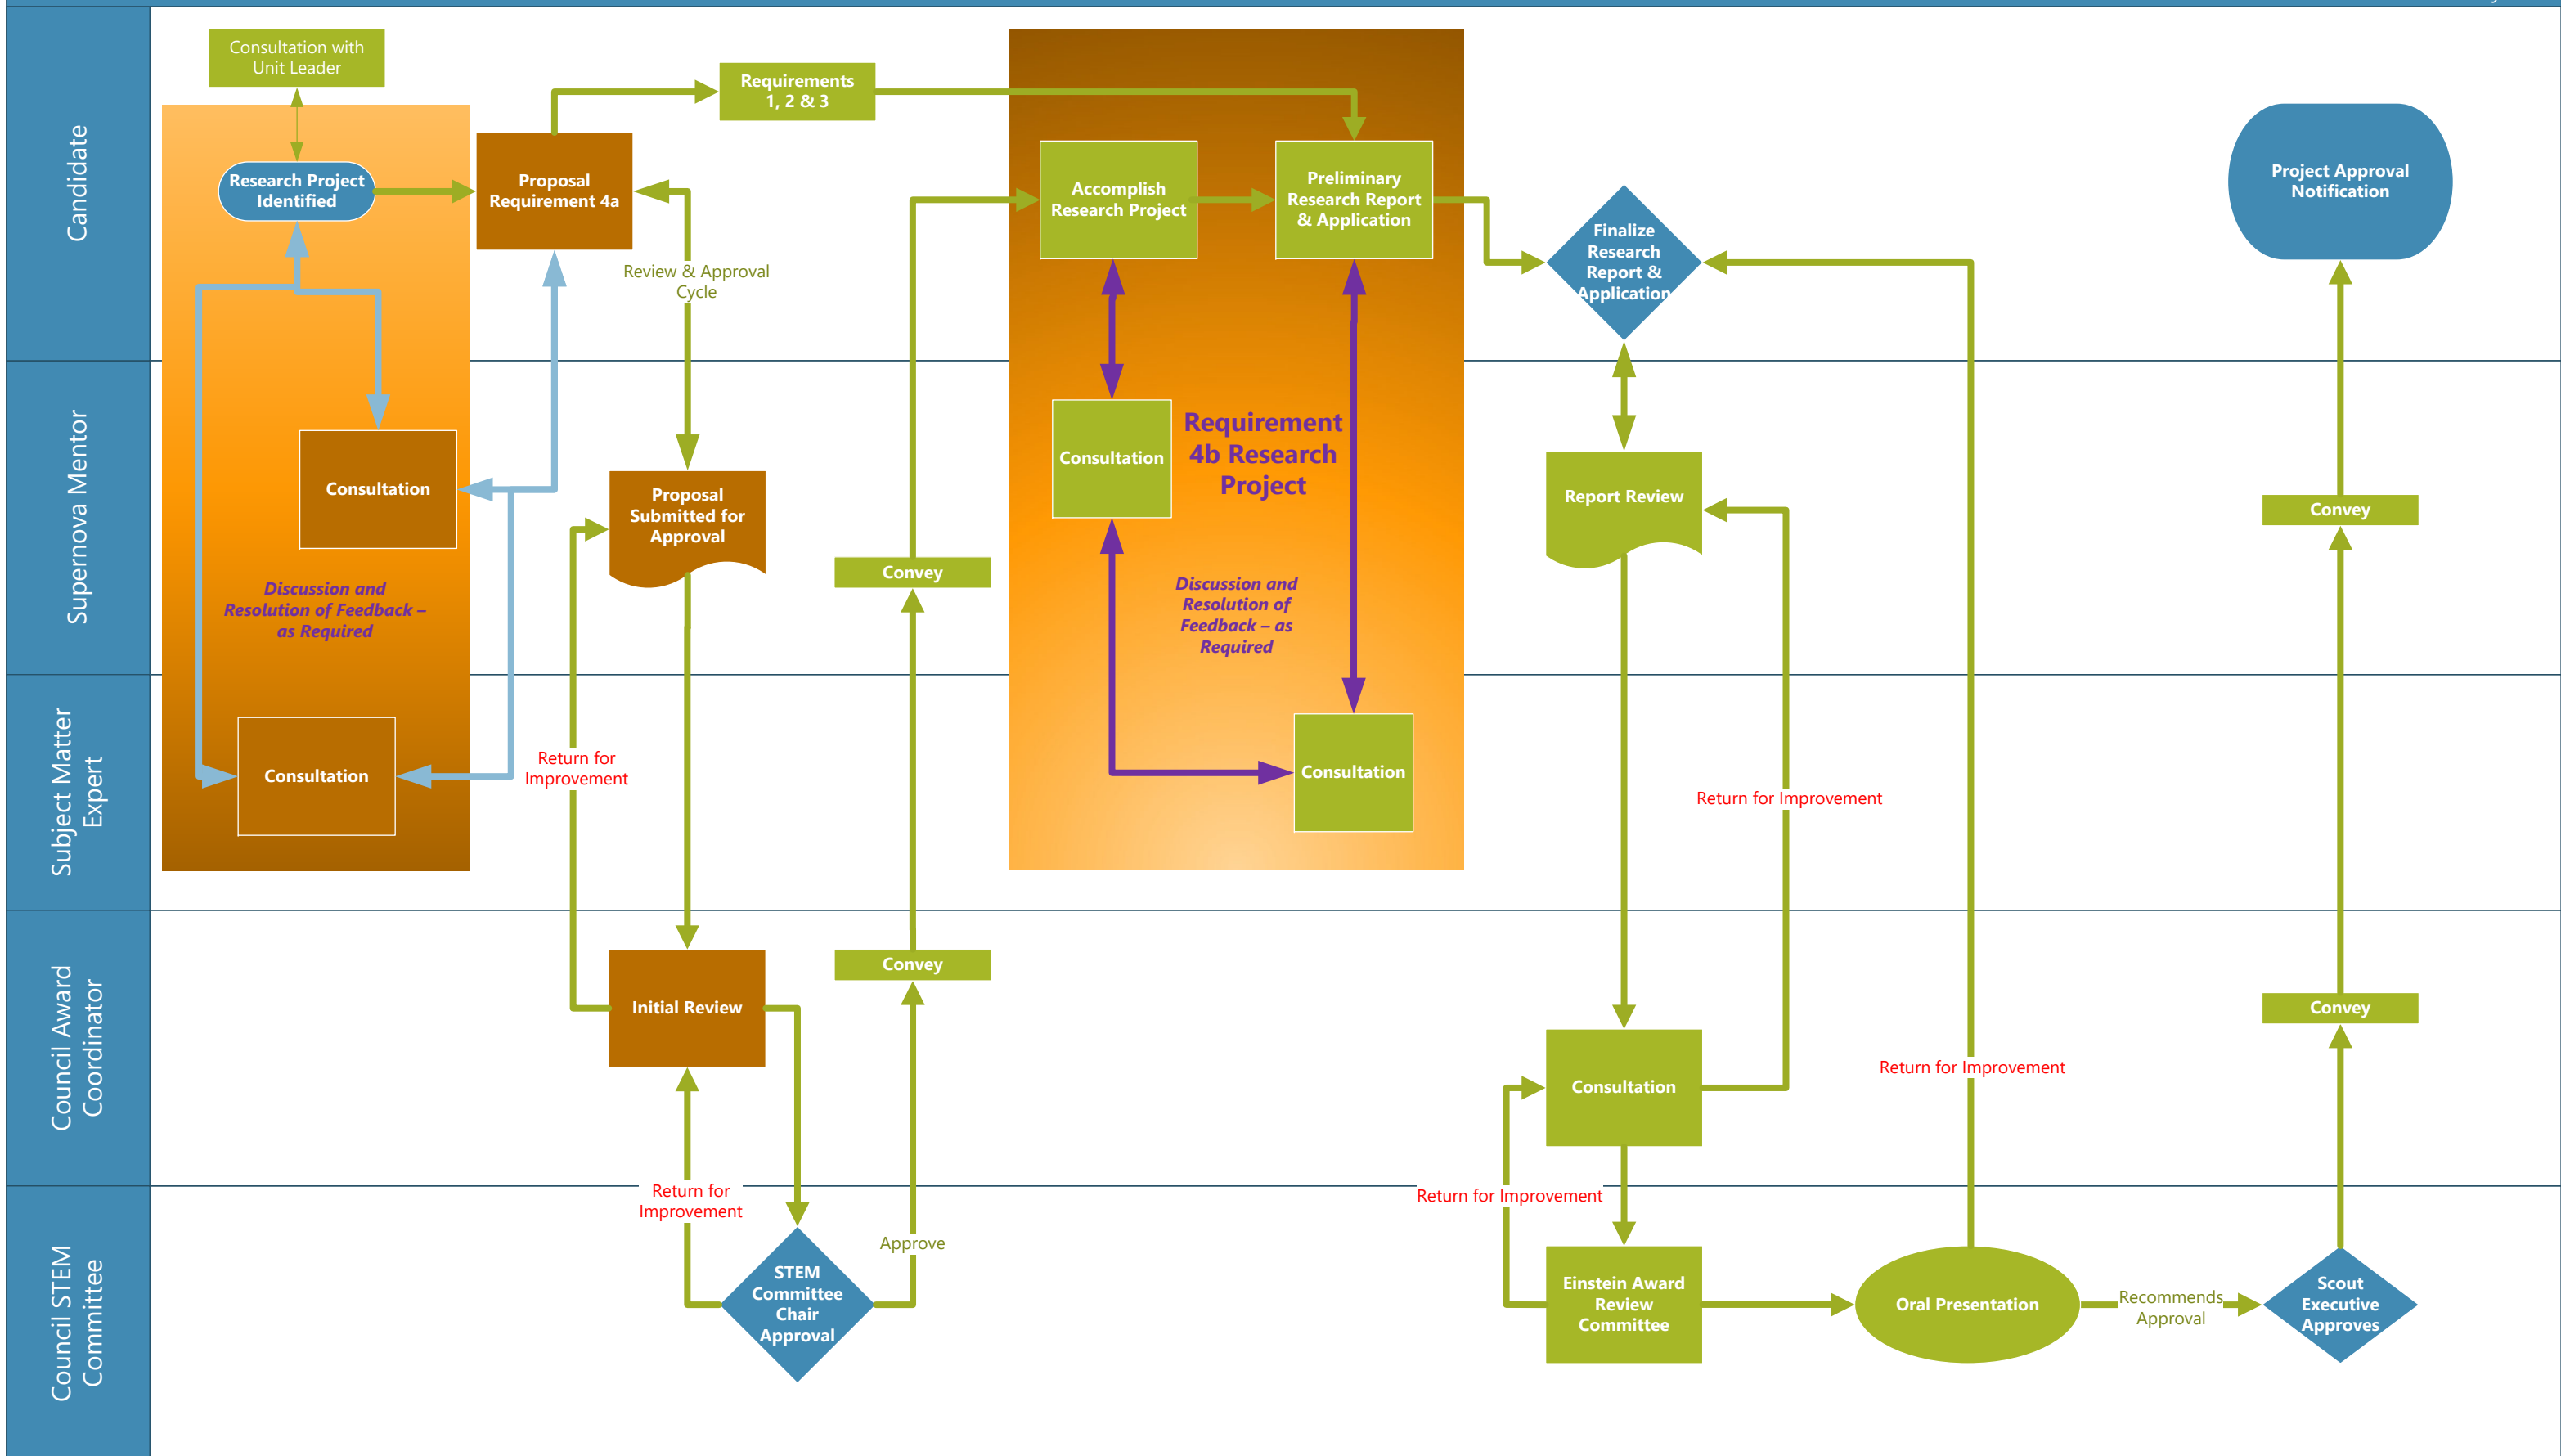 Candidate
Consultation with
Unit Leader
Research Project
Identified
Proposal
Requirement 4a
Requirements
1, 2 & 3
Review & Approval
Cycle
Accomplish
Research Project
Preliminary
Research Report
& Application
Finalize
Research
Report &
Application
Project Approval
Notification
Supernova Mentor
Consultation
Discussion and
Resolution of Feedback –
as Required
Proposal
Submitted for
Approval
Convey
Consultation
Requirement
4b Research
Project
Discussion and
Resolution of
Feedback – as
Required
Report Review
Convey
Subject Matter
Expert
Consultation
Return for
Improvement
Consultation
Return for Improvement
Council Award
Coordinator
Initial Review
Convey
Consultation
Return for Improvement
Convey
Council STEM
Committee
Return for
Improvement
STEM
Committee
Chair
Approval
Approve
Return for Improvement
Einstein Award
Review
Committee
Oral Presentation
Recommends
Approval
Scout
Executive
Approves